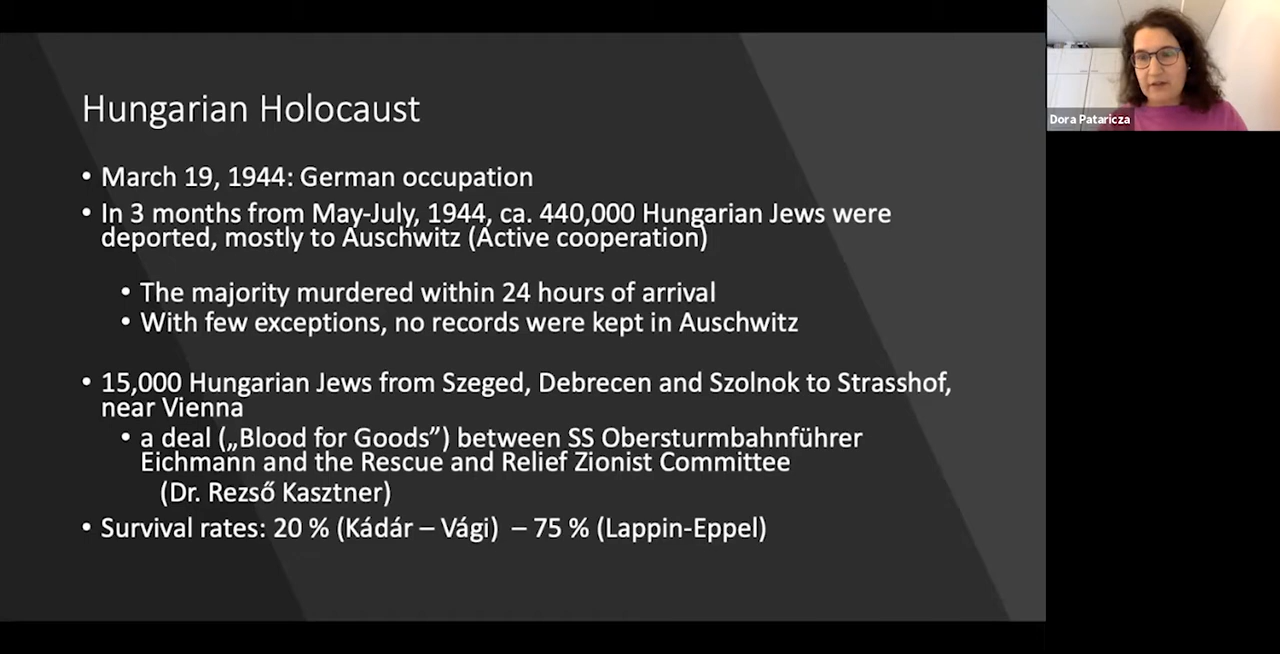 Hungarian Holocaust
• March 19, 1944: German occupation
• In 3 months from May-July, 1944, ca. 440,000 Hungarian Jews were
deported, mostly to Auschwitz (Active cooperation)
• The majority murdered within 24 hours of arrival
• With few exceptions, no records were kept in Auschwitz
• 15,000 Hungarian Jews from Szeged, Debrecen and Szolnok to Strasshof,
near Vienna
• a deal („Blood for Goods”) between SS Obersturmbahnführer
Eichmann and the Rescue and Relief Zionist Committee
(Dr. Rezső Kasztner)
• Survival rates: 20 % (Kádár – Vági) – 75 % (Lappin-Eppel)
Dora Pataricza